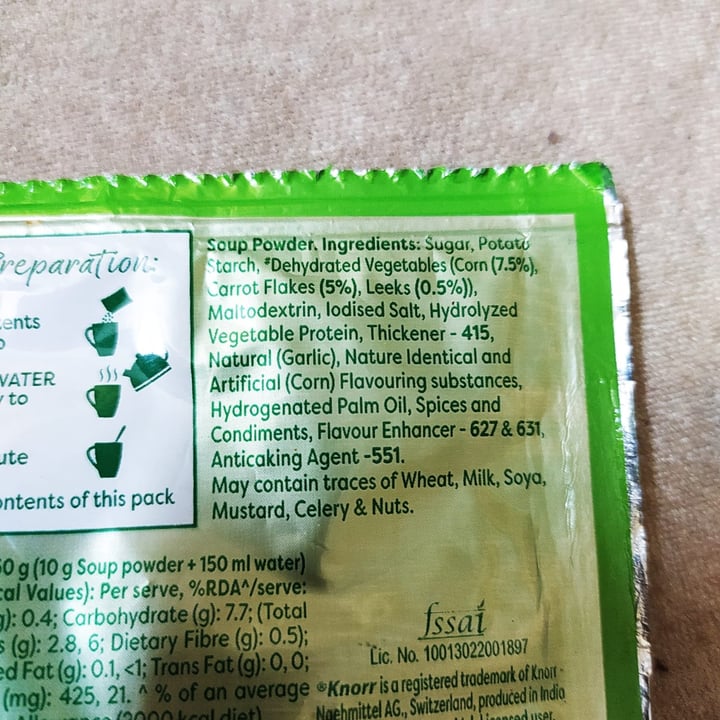 Preparation:
ents
WATER
y to
ute
ontents of this pack
Soup Powder. Ingredients: Sugar, Potato
Starch, #Dehydrated Vegetables (Corn (7.5%),
Carrot Flakes (5%), Leeks (0.5%)),
Maltodextrin, Iodised Salt, Hydrolyzed
Vegetable Protein, Thickener - 415,
Natural (Garlic), Nature Identical and
Artificial (Corn) Flavouring substances,
Hydrogenated Palm Oil, Spices and
Condiments, Flavour Enhancer - 627 & 631,
Anticaking Agent -551.
May contain traces of Wheat, Milk, Soya,
Mustard, Celery & Nuts.
0 g (10 g Soup powder + 150 ml water)
cal Values): Per serve, %RDA^/serve:
g): 0.4; Carbohydrate (g): 7.7; (Total
s (g): 2.8, 6; Dietary Fibre (g): 0.5);
ed Fat (g): 0.1, <1; Trans Fat (g): 0, 0;
(mg): 425, 21. ^ % of an average
(2000 kcal diet)
fssai
Lic. No. 10013022001897
®Knorr is a registered trademark of Knorr -
Naehrmittel AG., Switzerland, produced in India
licensed user.